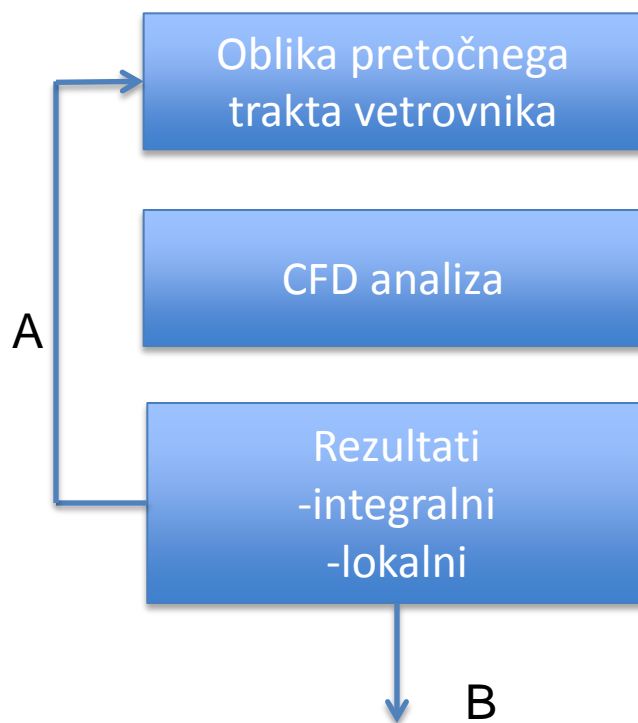 Oblika pretočnega
trakta vetrovnika
CFD analiza
A
Rezultati
-integralni
-lokalni
B